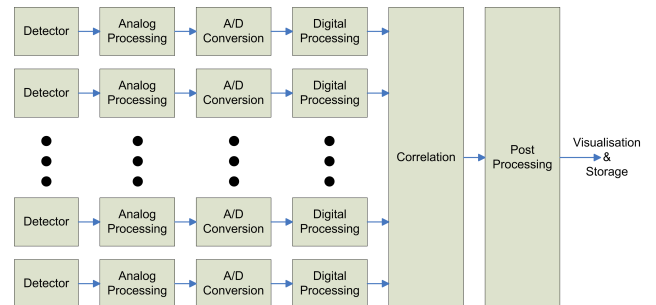 Detector
Analog
Processing
A/D
Conversion
Digital
Processing
Detector
Analog
Processing
A/D
Conversion
Digital
Processing
Correlation
Post
Processing
Visualisation
&
Storage
Detector
Analog
Processing
A/D
Conversion
Digital
Processing
Detector
Analog
Processing
A/D
Conversion
Digital
Processing